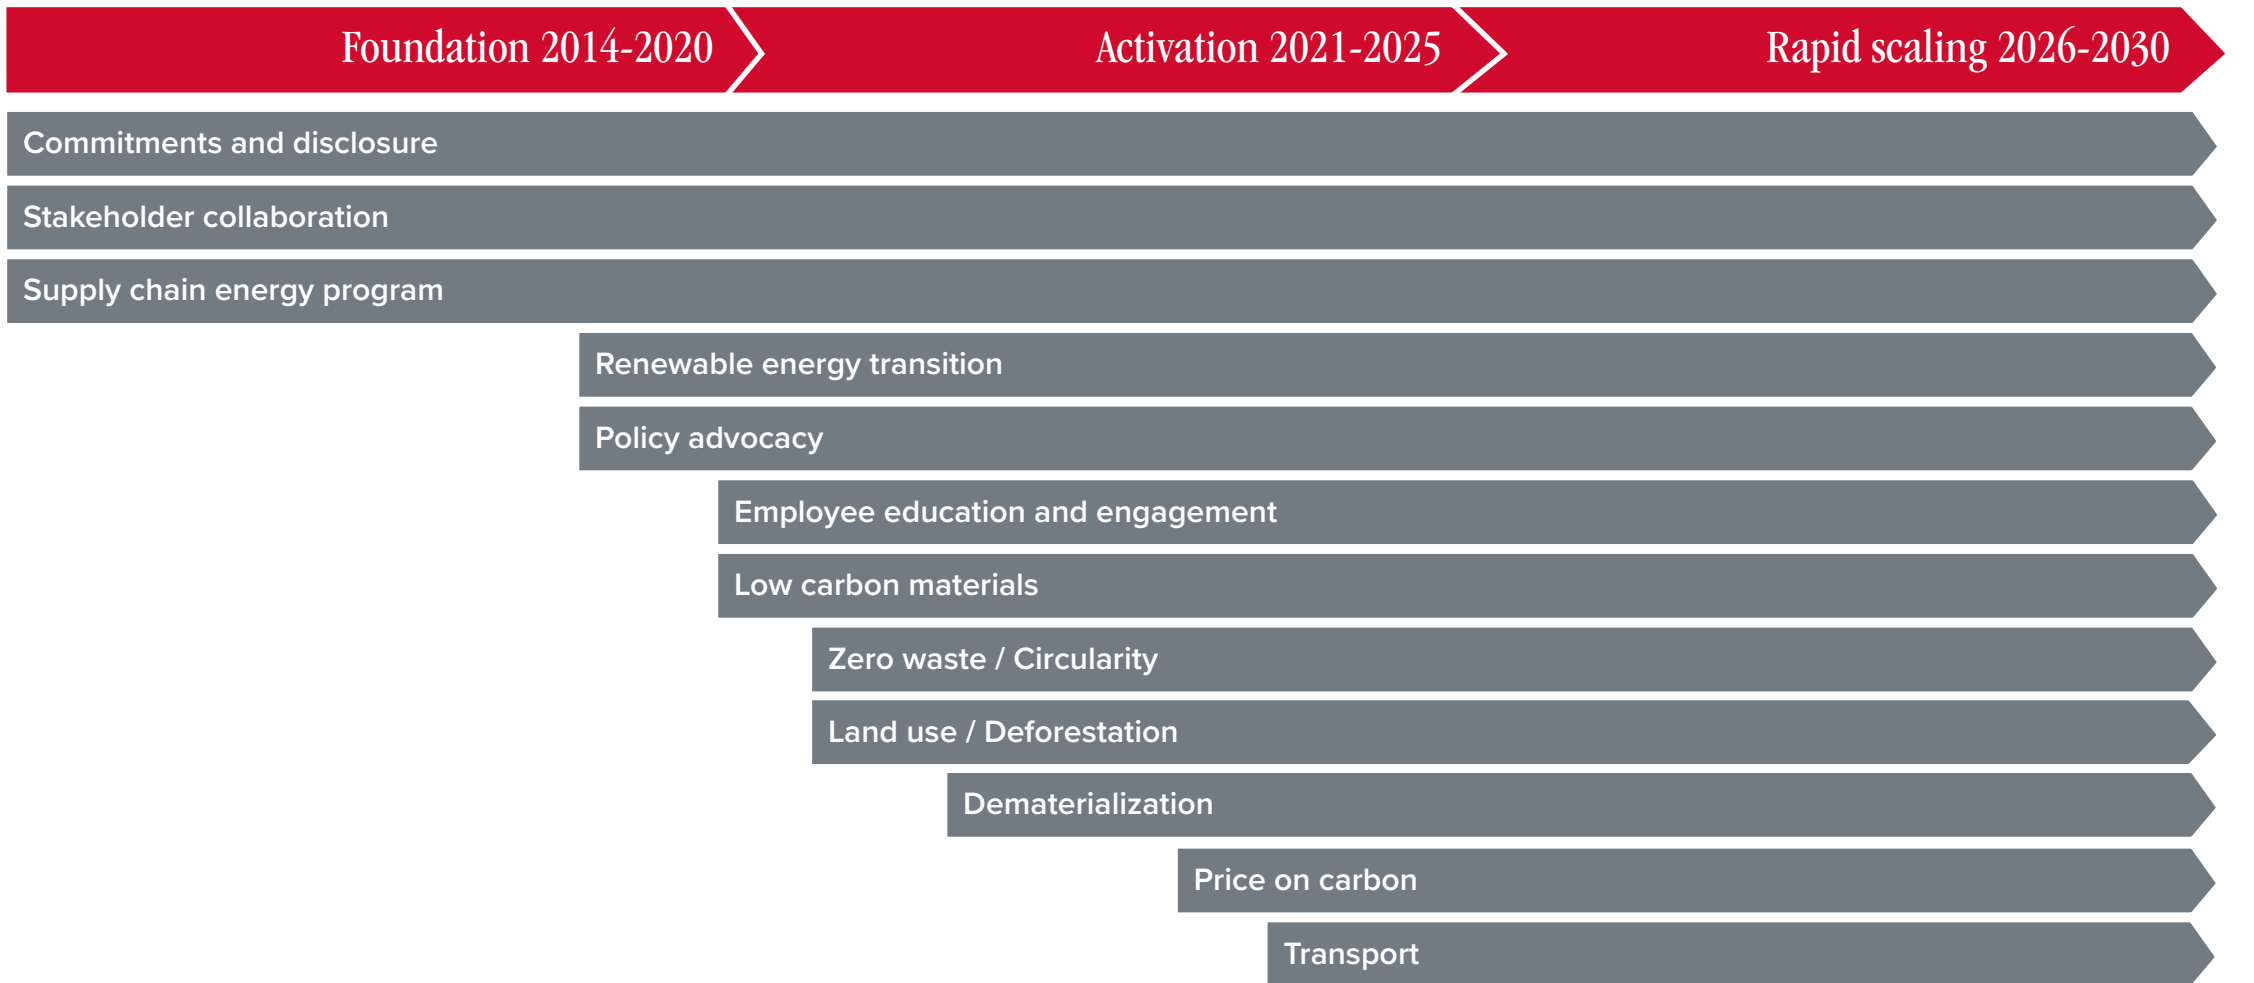 Foundation 2014-2020
Activation 2021-2025
Rapid scaling 2026-2030
Commitments and disclosure
Stakeholder collaboration
Supply chain energy program
Renewable energy transition
Policy advocacy
Employee education and engagement
Low carbon materials
Zero waste / Circularity
Land use / Deforestation
Dematerialization
Price on carbon
Transport